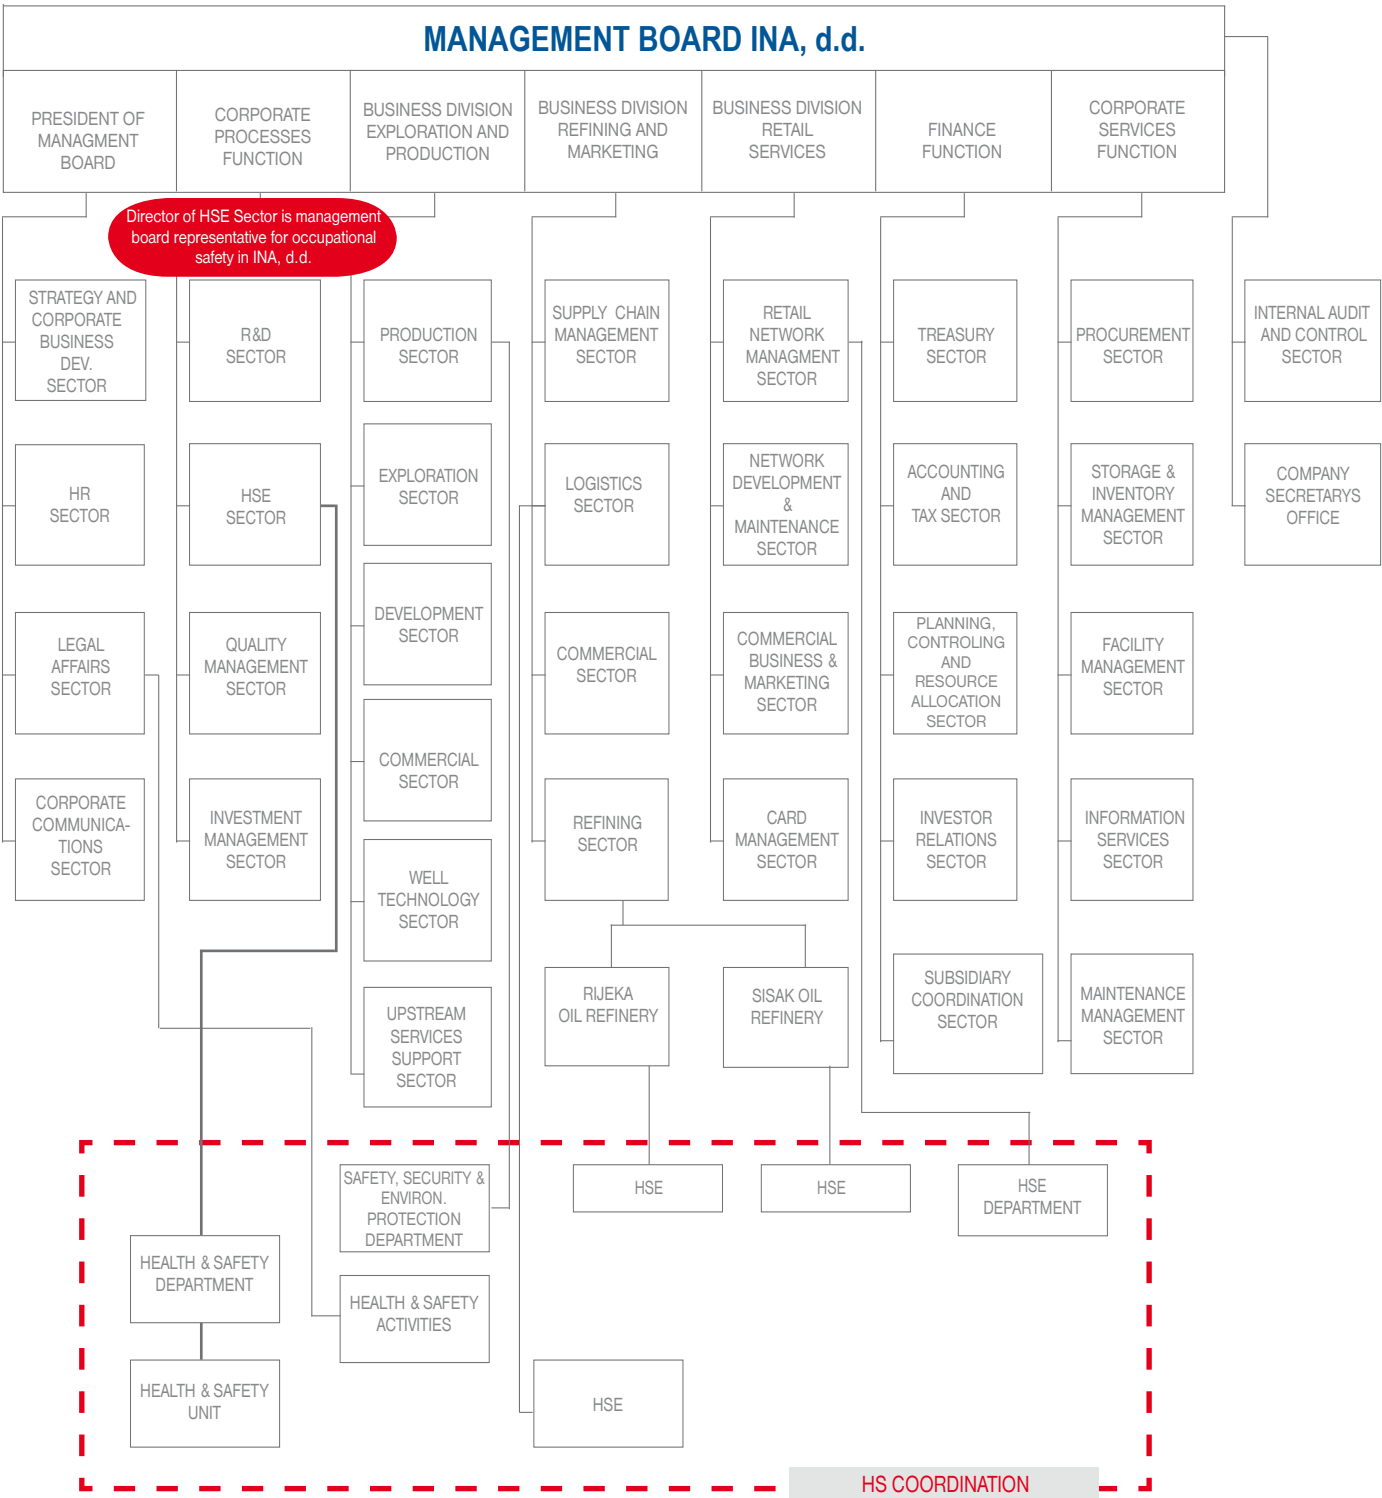 MANAGEMENT BOARD INA, d.d.
PRESIDENT OF
MANAGMENT
BOARD
CORPORATE
PROCESSES
FUNCTION
BUSINESS DIVISION
EXPLORATION AND
PRODUCTION
BUSINESS DIVISION
REFINING AND
MARKETING
BUSINESS DIVISION
RETAIL
SERVICES
FINANCE
FUNCTION
CORPORATE
SERVICES
FUNCTION
Director of HSE Sector is management
board representative for occupational
safety in INA, d.d.
STRATEGY AND
CORPORATE
BUSINESS
DEV.
SECTOR
R&D
SECTOR
PRODUCTION
SECTOR
SUPPLY CHAIN
MANAGEMENT
SECTOR
RETAIL
NETWORK
MANAGMENT
SECTOR
TREASURY
SECTOR
PROCUREMENT
SECTOR
INTERNAL AUDIT
AND CONTROL
SECTOR
HR
SECTOR
HSE
SECTOR
EXPLORATION
SECTOR
LOGISTICS
SECTOR
NETWORK
DEVELOPMENT
&
MAINTENANCE
SECTOR
ACCOUNTING
AND
TAX SECTOR
STORAGE &
INVENTORY
MANAGEMENT
SECTOR
COMPANY
SECRETARYS
OFFICE
LEGAL
AFFAIRS
SECTOR
QUALITY
MANAGEMENT
SECTOR
DEVELOPMENT
SECTOR
COMMERCIAL
SECTOR
COMMERCIAL
BUSINESS &
MARKETING
SECTOR
PLANNING,
CONTROLING
AND
RESOURCE
ALLOCATION
SECTOR
FACILITY
MANAGEMENT
SECTOR
COMMERCIAL
SECTOR
CORPORATE
COMMUNICA-
TIONS
SECTOR
INVESTMENT
MANAGEMENT
SECTOR
WELL
TECHNOLOGY
SECTOR
REFINING
SECTOR
CARD
MANAGEMENT
SECTOR
INVESTOR
RELATIONS
SECTOR
INFORMATION
SERVICES
SECTOR
UPSTREAM
SERVICES
SUPPORT
SECTOR
RIJEKA
OIL REFINERY
SISAK OIL
REFINERY
SUBSIDIARY
COORDINATION
SECTOR
MAINTENANCE
MANAGEMENT
SECTOR
SAFETY, SECURITY &
ENVIRON.
PROTECTION
DEPARTMENT
HSE
HSE
HSE
DEPARTMENT
HEALTH & SAFETY
DEPARTMENT
HEALTH & SAFETY
ACTIVITIES
HEALTH & SAFETY
UNIT
HSE
HS COORDINATION